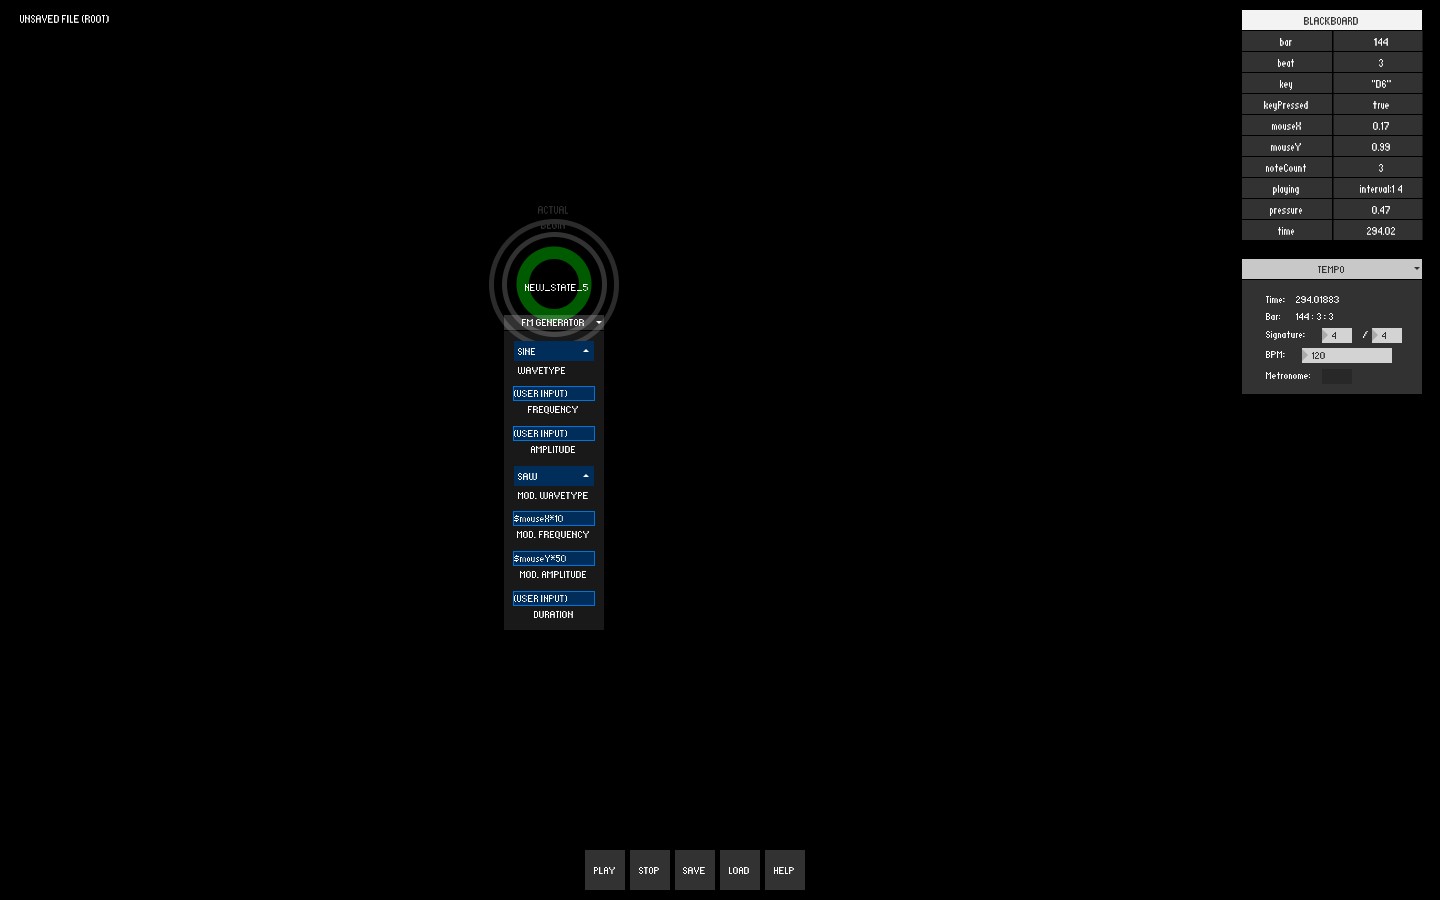 UNSAVED FILE (ROOT)
BLACKBOARD
bar 144
beat 3
key "D6"
keyPressed true
mouseX 0.17
mouseY 0.99
noteCount 3
playing interval:1 4
pressure 0.47
time 294.02
TEMPO
Time: 294.01883
Bar: 144 : 3 : 3
Signature: 4 / 4
BPM: 120
Metronome:
ACTUAL
BEGIN
NEW_STATE_5
FM GENERATOR
SINE
WAVETYPE
(USER INPUT)
FREQUENCY
(USER INPUT)
AMPLITUDE
SAW
MOD. WAVETYPE
$mouseX*10
MOD. FREQUENCY
$mouseY*50
MOD. AMPLITUDE
(USER INPUT)
DURATION
PLAY STOP SAVE LOAD HELP